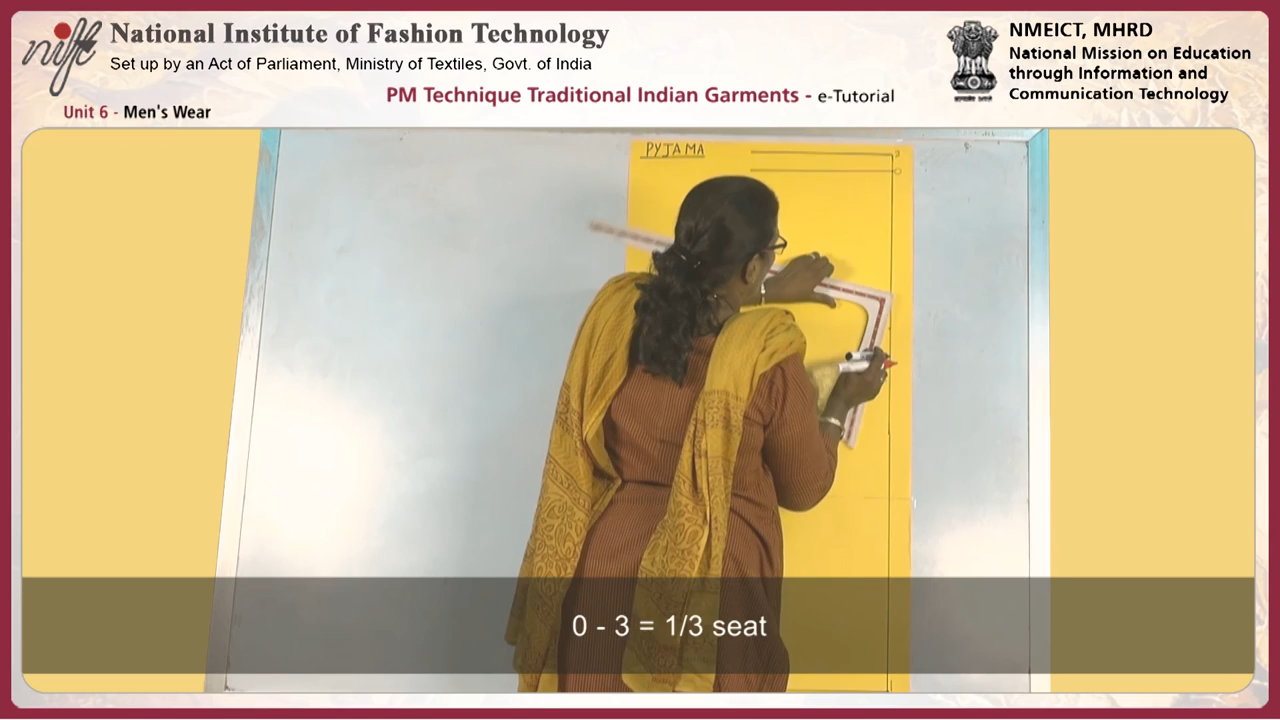 nift
National Institute of Fashion Technology
Set up by an Act of Parliament, Ministry of Textiles, Govt. of India
NMEICT, MHRD
National Mission on Education
through Information and
Communication Technology
PM Technique Traditional Indian Garments - e-Tutorial
Unit 6 - Men's Wear
PYJAMA
0 - 3 = 1/3 seat